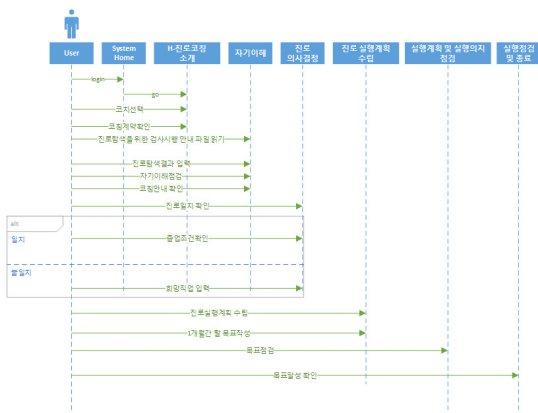 User
System
Home
H-진로코칭
소개
자기이해
진로
의사결정
진로 실행계획
수립
실행계획 및 실행의지
점검
실행점검
및 종료
login
go
코치선택
코칭계약확인
진로탐색을 위한 검사시행 안내 파일읽기
진로탐색결과 입력
자기이해점검
코칭안내 확인
진로일치 확인
alt
일치
졸업조건확인
불일치
희망직업 입력
진로실행계획 수립
1개월간 할 목표작성
목표점검
목표달성 확인